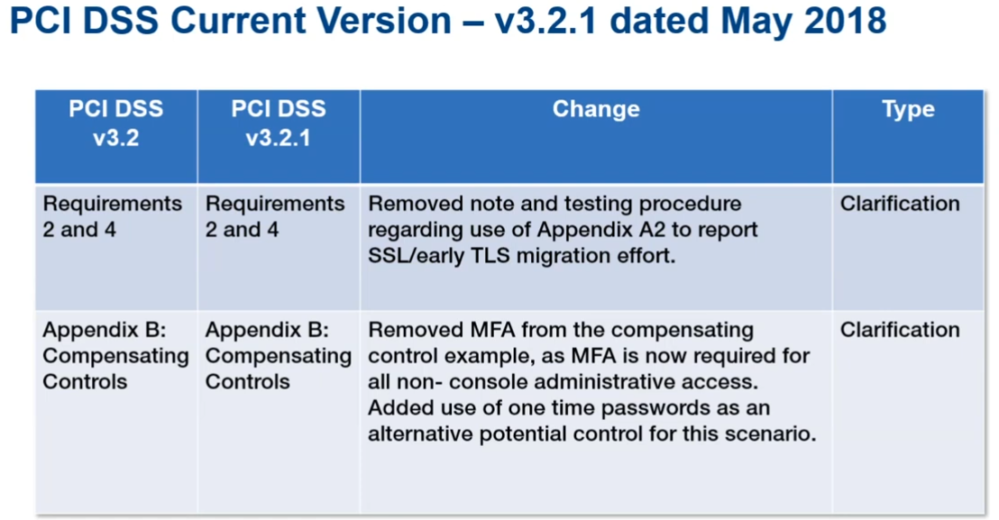 PCI DSS Current Version – v3.2.1 dated May 2018
PCI DSS
v3.2
PCI DSS
v3.2.1
Change
Type
Requirements
2 and 4
Requirements
2 and 4
Removed note and testing procedure
regarding use of Appendix A2 to report
SSL/early TLS migration effort.
Clarification
Appendix B:
Compensating
Controls
Appendix B:
Compensating
Controls
Removed MFA from the compensating
control example, as MFA is now required for
all non- console administrative access.
Added use of one time passwords as an
alternative potential control for this scenario.
Clarification